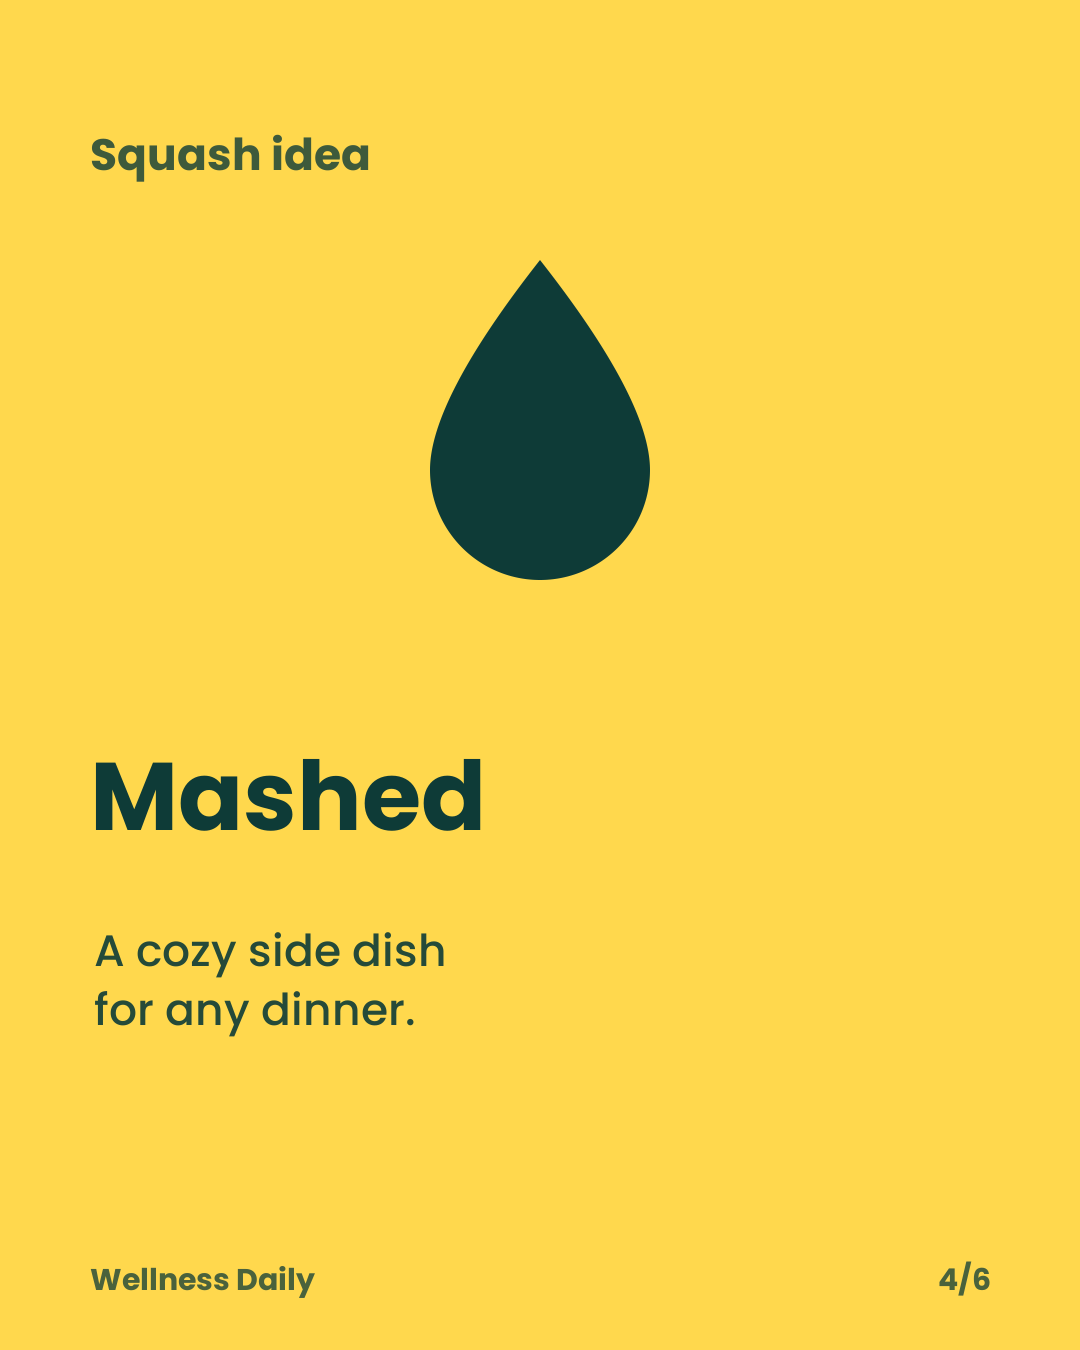 Squash idea
Mashed
A cozy side dish
for any dinner.
Wellness Daily
4/6